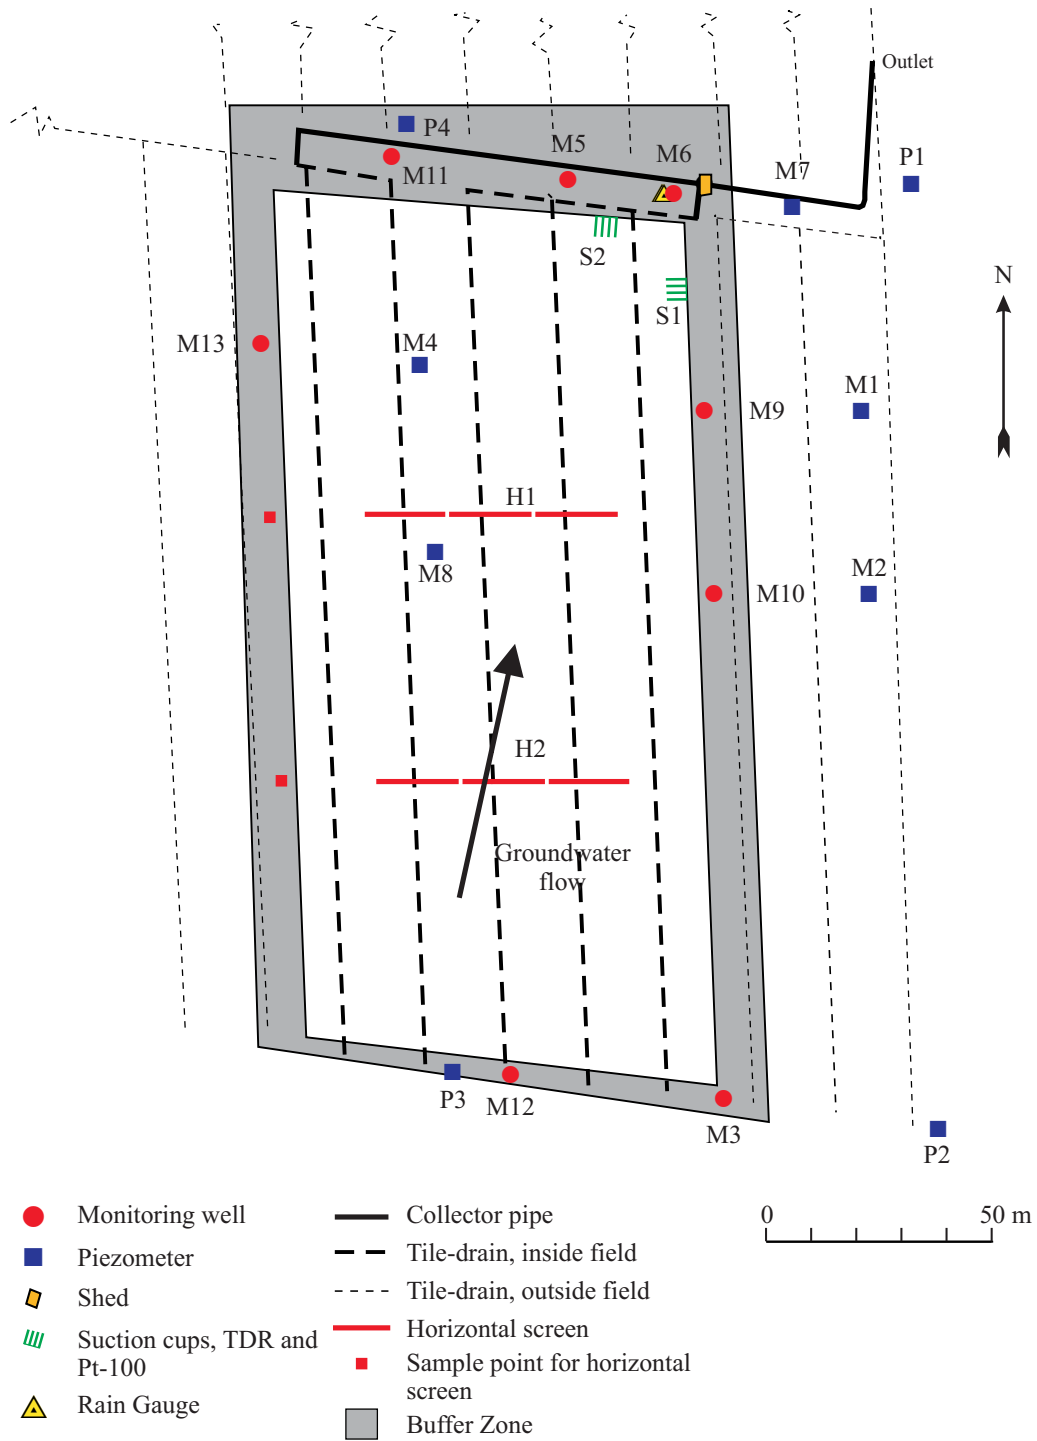 Outlet
P4
M5
M6
M7
P1
M11
S2
S1
N
M13
M4
M1
M9
H1
M8
M2
M10
H2
Groundwater
flow
P3
M12
M3
P2
Monitoring well
Piezometer
Shed
Suction cups, TDR and
Pt-100
Rain Gauge
Collector pipe
Tile-drain, inside field
Tile-drain, outside field
Horizontal screen
Sample point for horizontal
screen
Buffer Zone
0 50 m